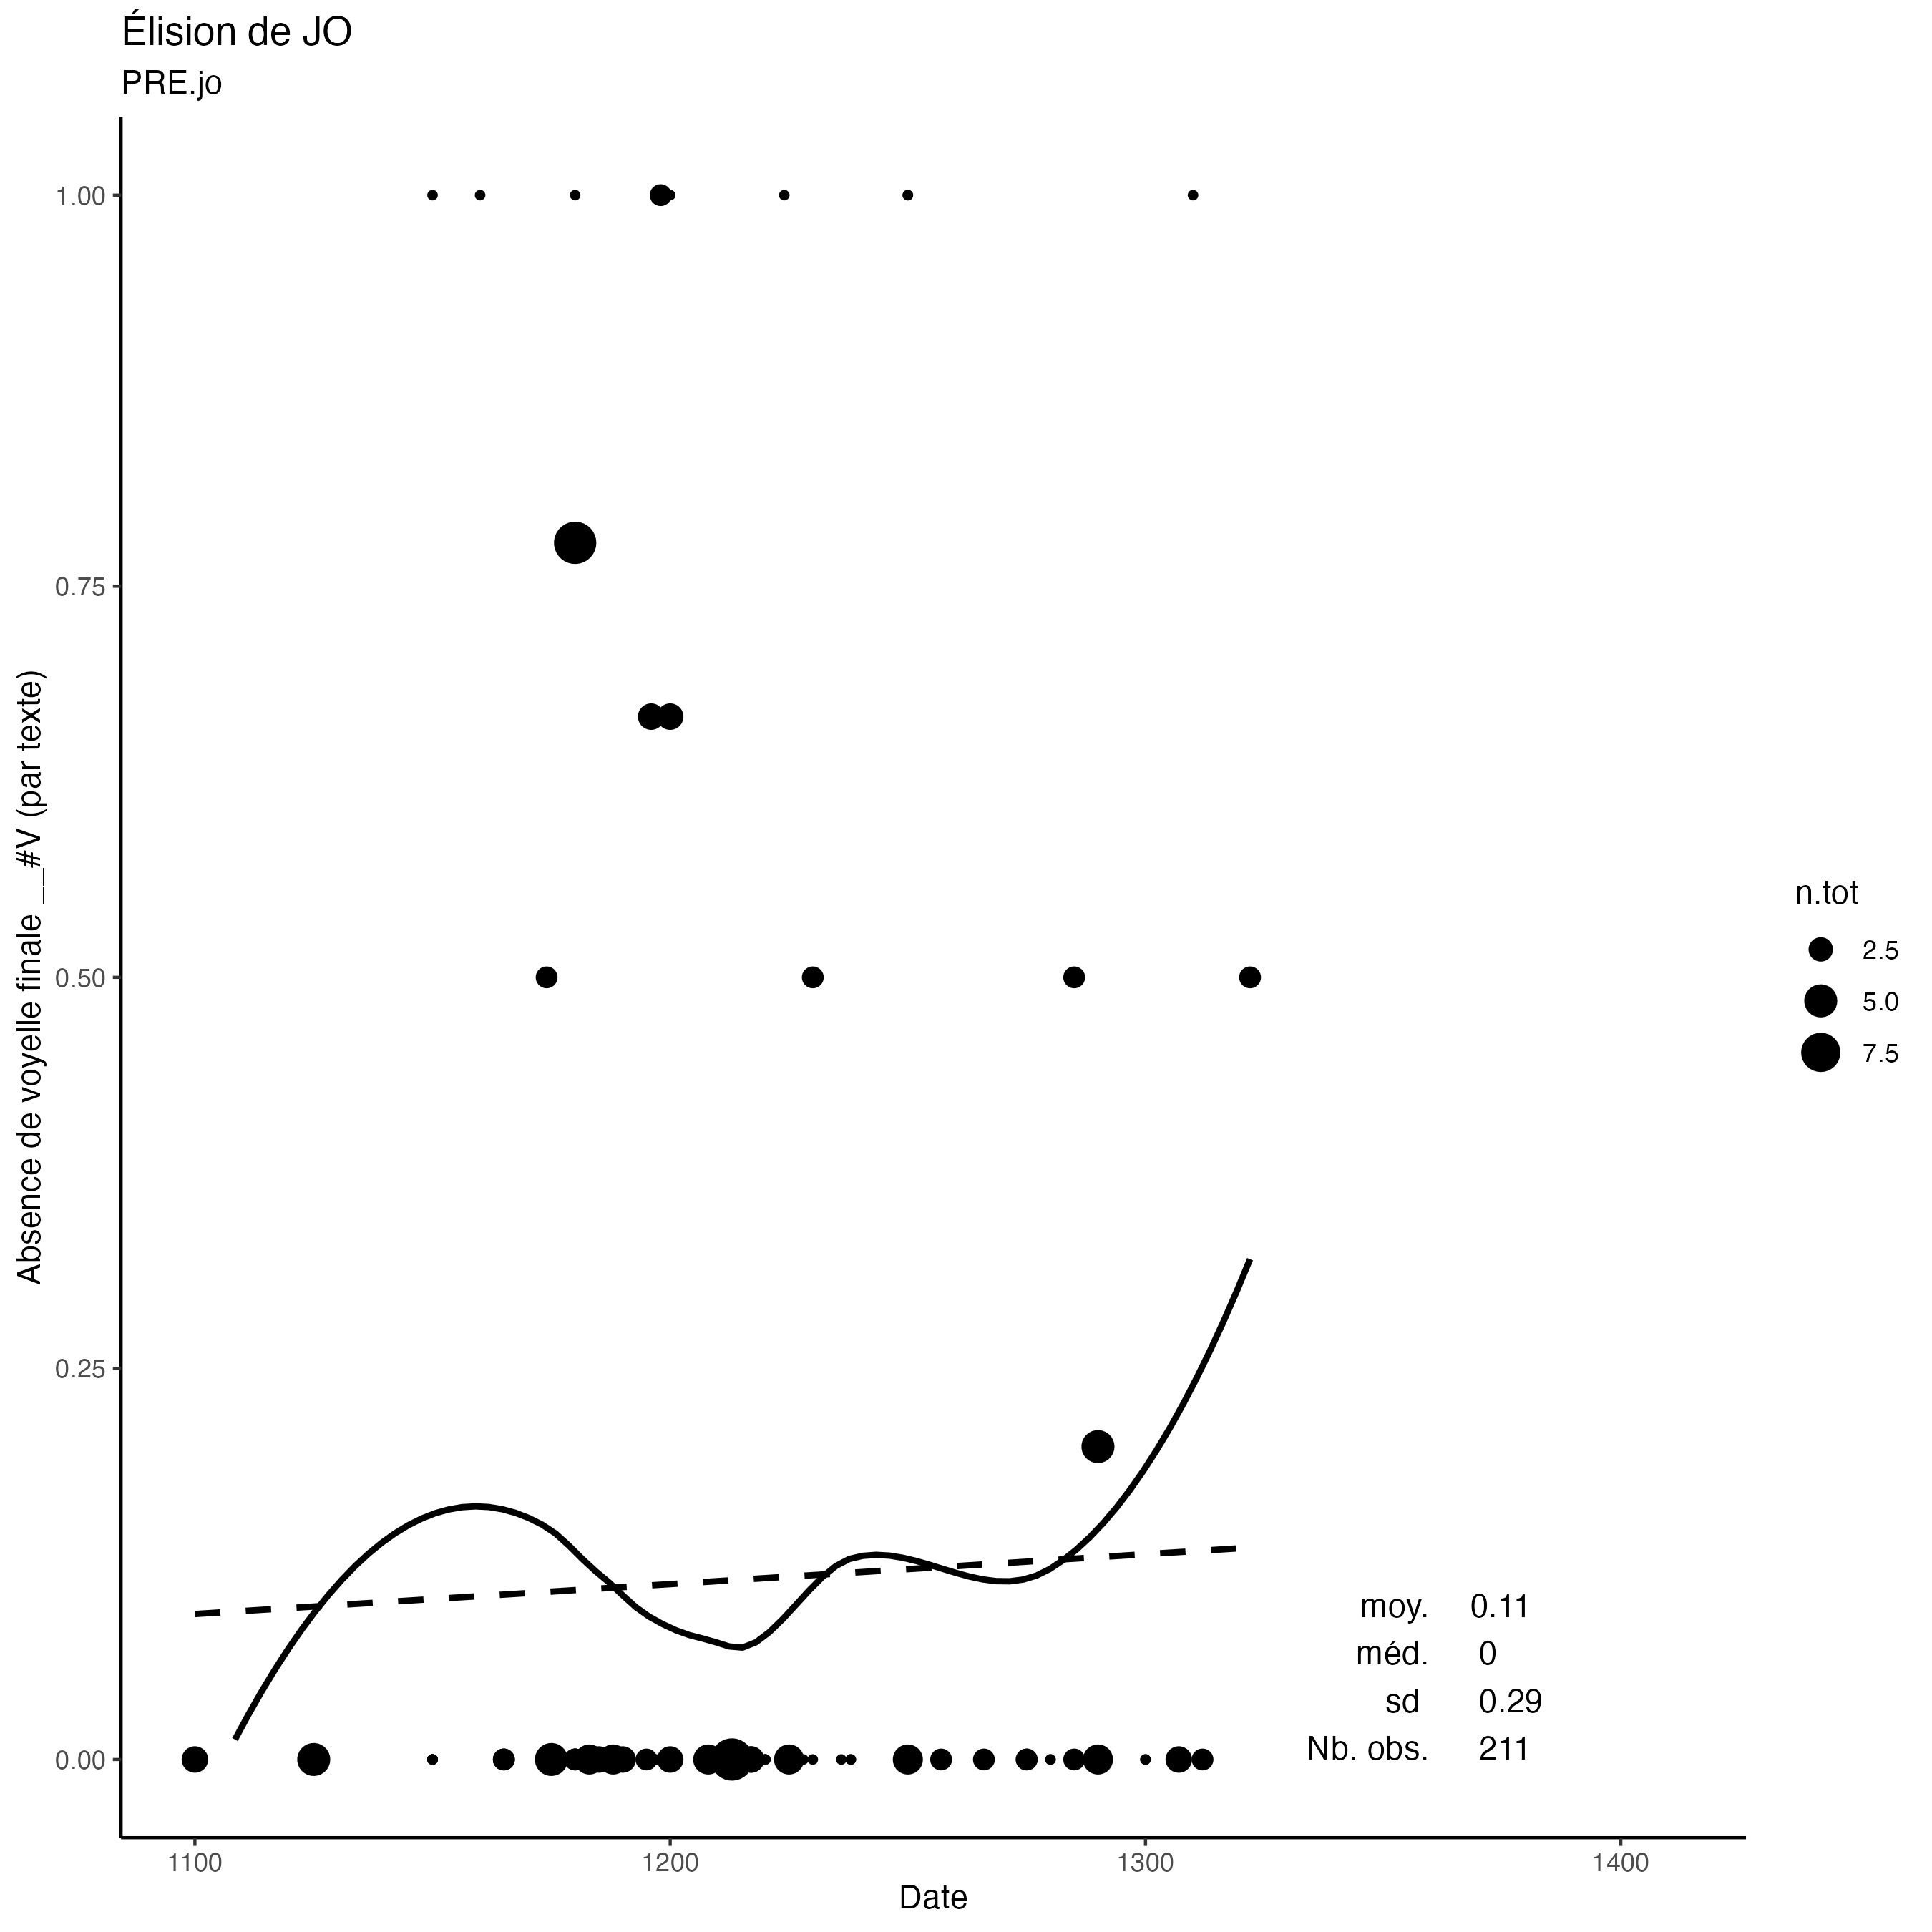 Élision de JO
PRE.jo
1.00
0.75
0.50
0.25
0.00
Absence de voyelle finale __#V (par texte)
n.tot
2.5
5.0
7.5
moy. 0.11
méd. 0
sd 0.29
Nb. obs. 211
1100 1200 1300 1400
Date